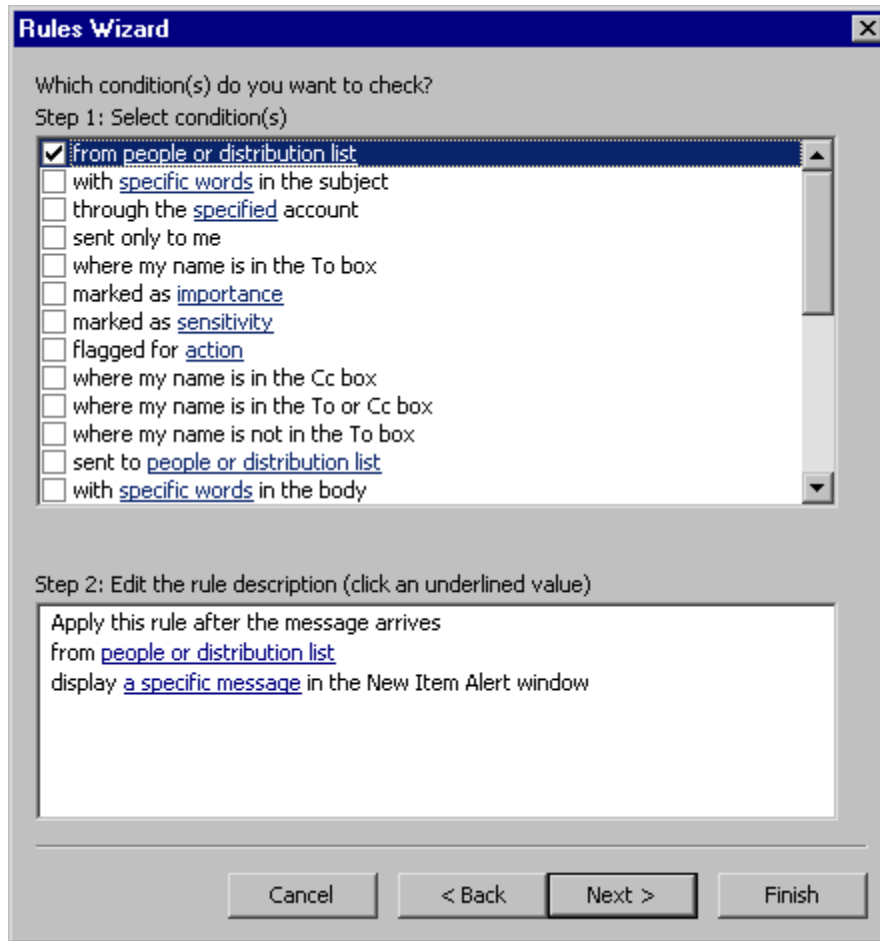 Rules Wizard
Which condition(s) do you want to check?
Step 1: Select condition(s)
from people or distribution list
with specific words in the subject
through the specified account
sent only to me
where my name is in the To box
marked as importance
marked as sensitivity
flagged for action
where my name is in the Cc box
where my name is in the To or Cc box
where my name is not in the To box
sent to people or distribution list
with specific words in the body
Step 2: Edit the rule description (click an underlined value)
Apply this rule after the message arrives
from people or distribution list
display a specific message in the New Item Alert window
Cancel < Back Next > Finish